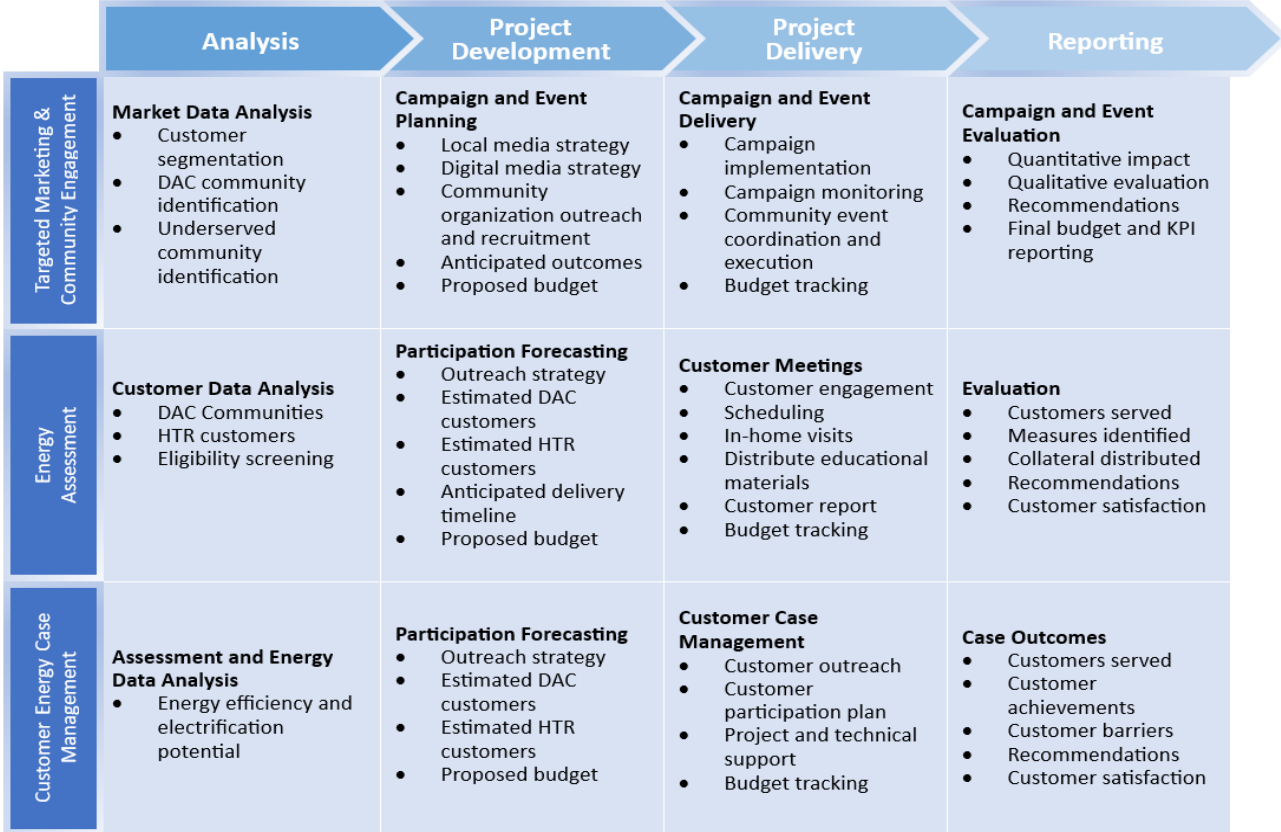 Analysis
Project
Development
Project
Delivery
Reporting
Targeted Marketing &
Community Engagement
Market Data Analysis
• Customer
segmentation
• DAC community
identification
• Underserved
community
identification
Campaign and Event
Planning
• Local media strategy
• Digital media strategy
• Community
organization outreach
and recruitment
• Anticipated outcomes
• Proposed budget
Campaign and Event
Delivery
• Campaign
implementation
• Campaign monitoring
• Community event
coordination and
execution
• Budget tracking
Campaign and Event
Evaluation
• Quantitative impact
• Qualitative evaluation
• Recommendations
• Final budget and KPI
reporting
Energy
Assessment
Customer Data Analysis
• DAC Communities
• HTR customers
• Eligibility screening
Participation Forecasting
• Outreach strategy
• Estimated DAC
customers
• Estimated HTR
customers
• Anticipated delivery
timeline
• Proposed budget
Customer Meetings
• Customer engagement
• Scheduling
• In-home visits
• Distribute educational
materials
• Customer report
• Budget tracking
Evaluation
• Customers served
• Measures identified
• Collateral distributed
• Recommendations
• Customer satisfaction
Customer Energy Case
Management
Assessment and Energy
Data Analysis
• Energy efficiency and
electrification
potential
Participation Forecasting
• Outreach strategy
• Estimated DAC
customers
• Estimated HTR
customers
• Proposed budget
Customer Case
Management
• Customer outreach
• Customer
participation plan
• Project and technical
support
• Budget tracking
Case Outcomes
• Customers served
• Customer
achievements
• Customer barriers
• Recommendations
• Customer satisfaction